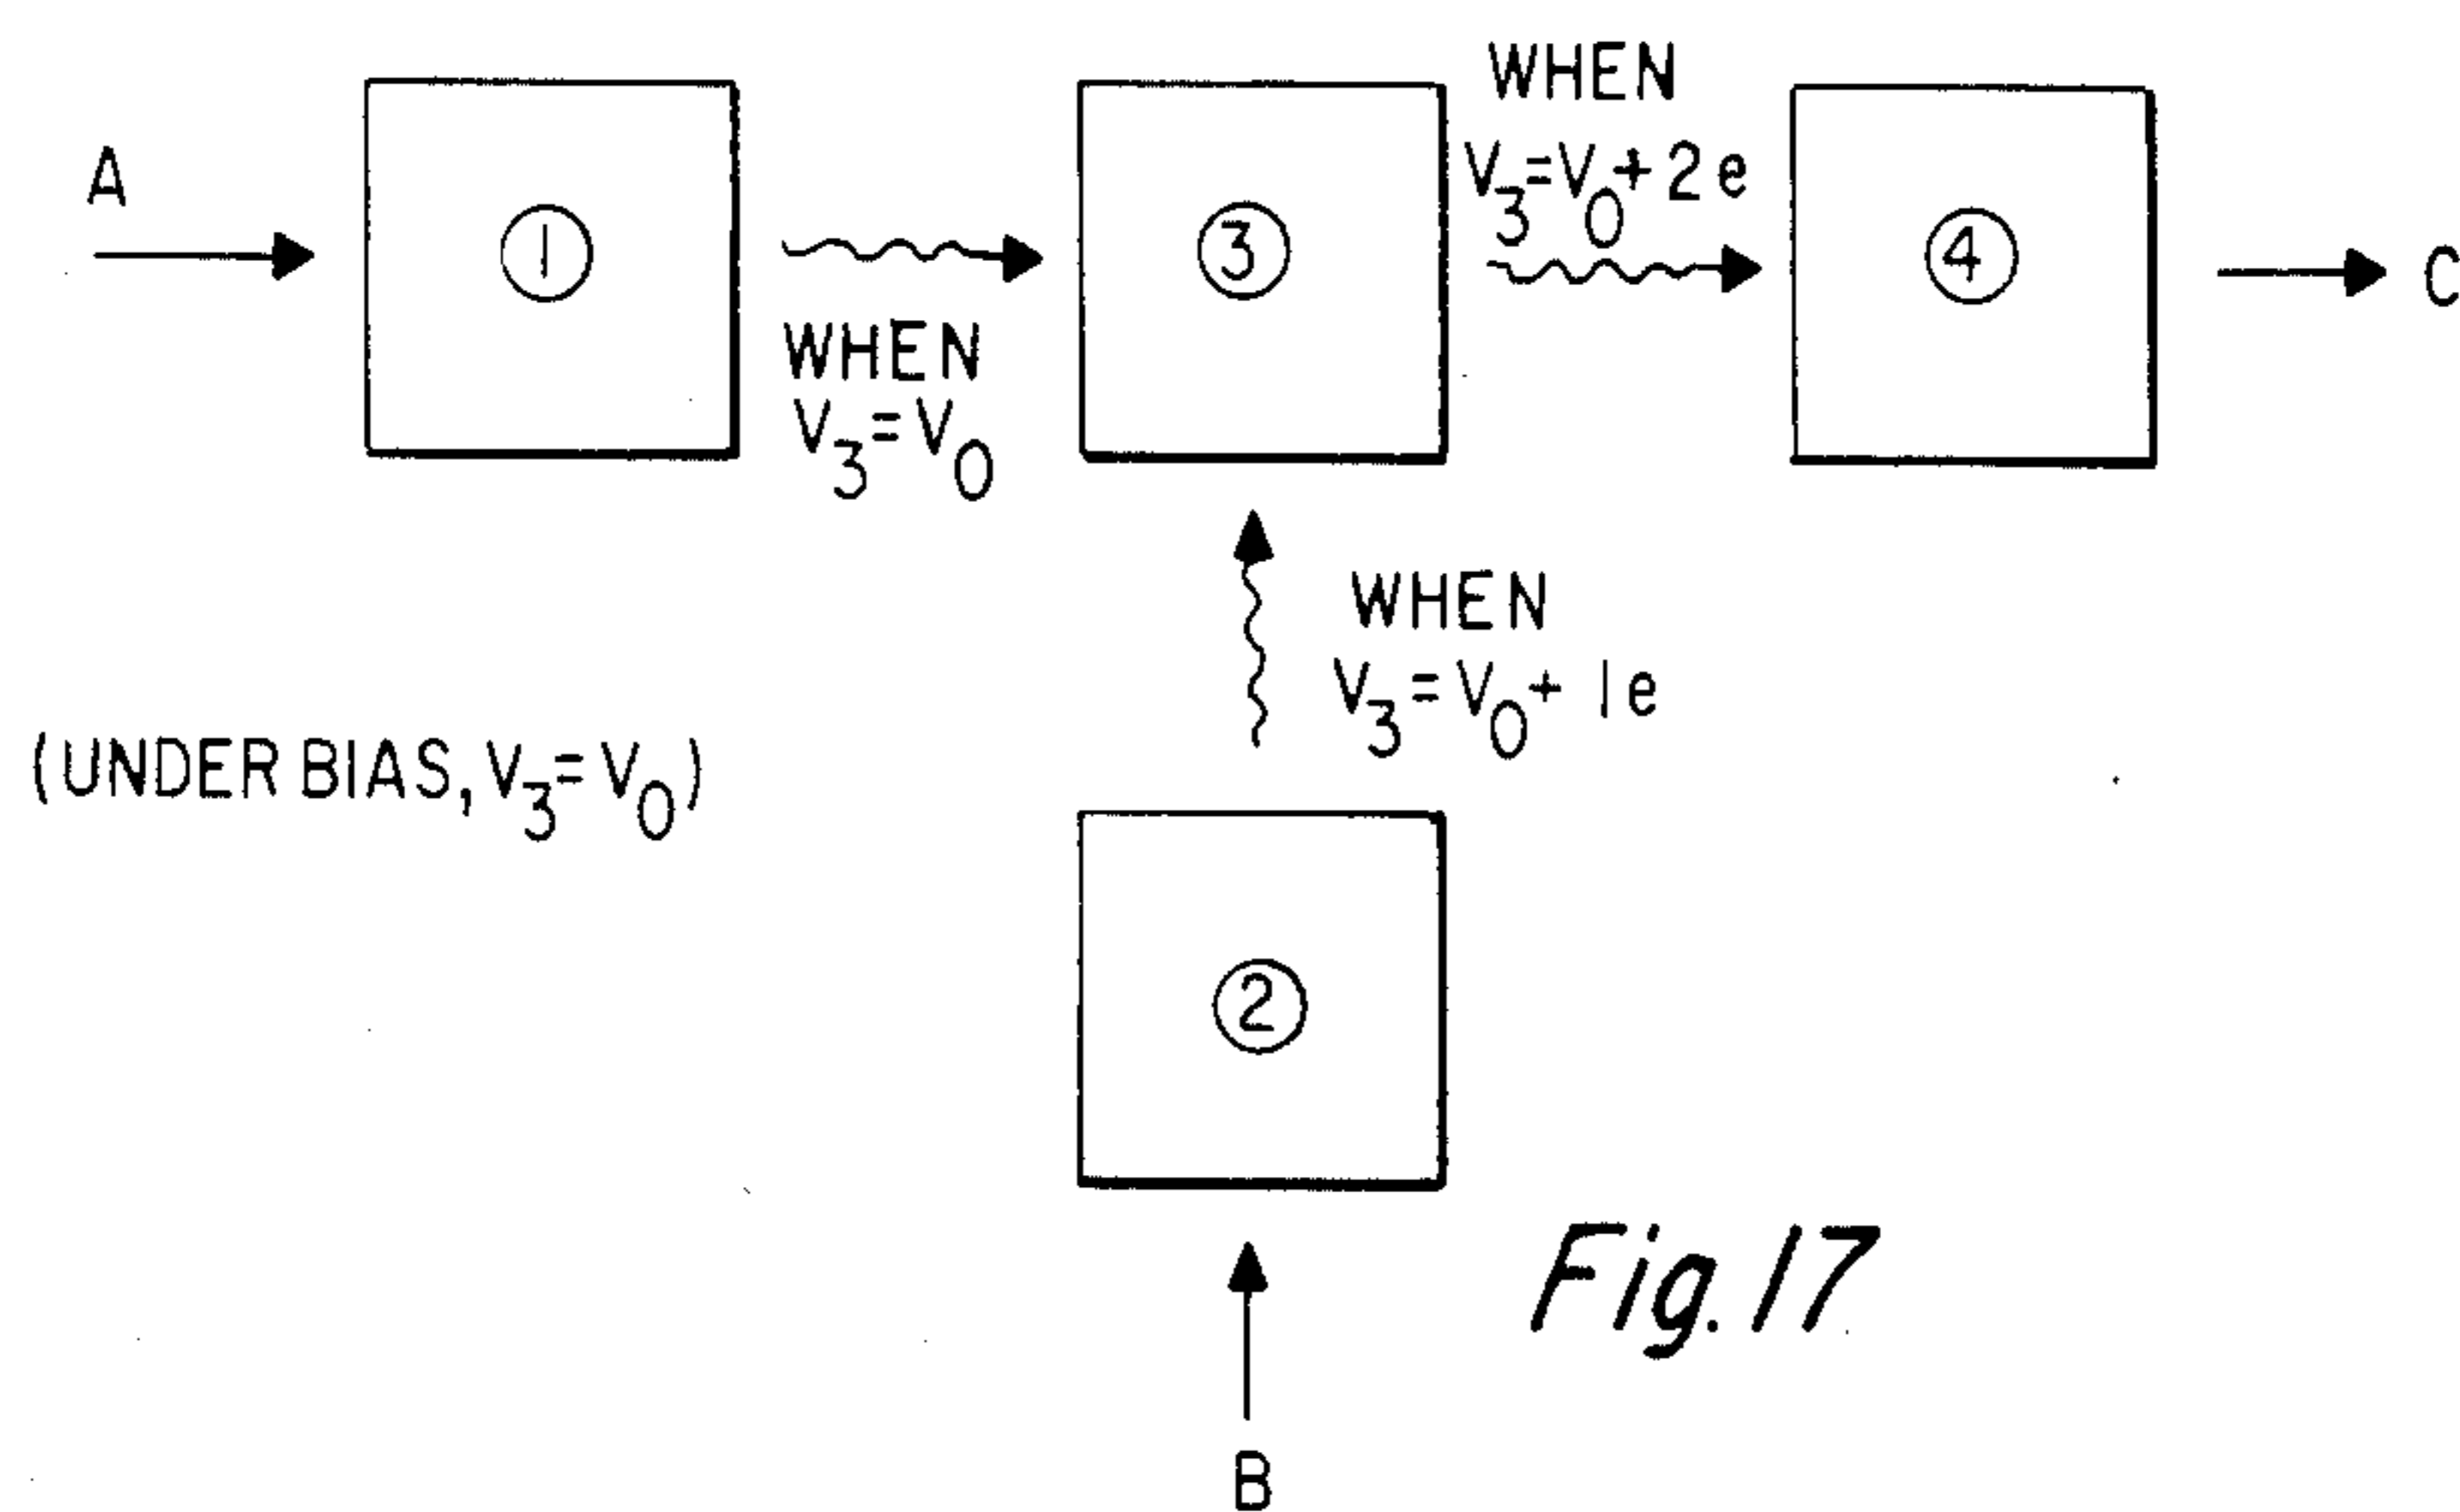 A
①
WHEN
V₃=V₀
③
WHEN
V₃=V₀+2e
④
C
WHEN
V₃=V₀+1e
(UNDER BIAS, V₃=V₀)
②
B
Fig.17